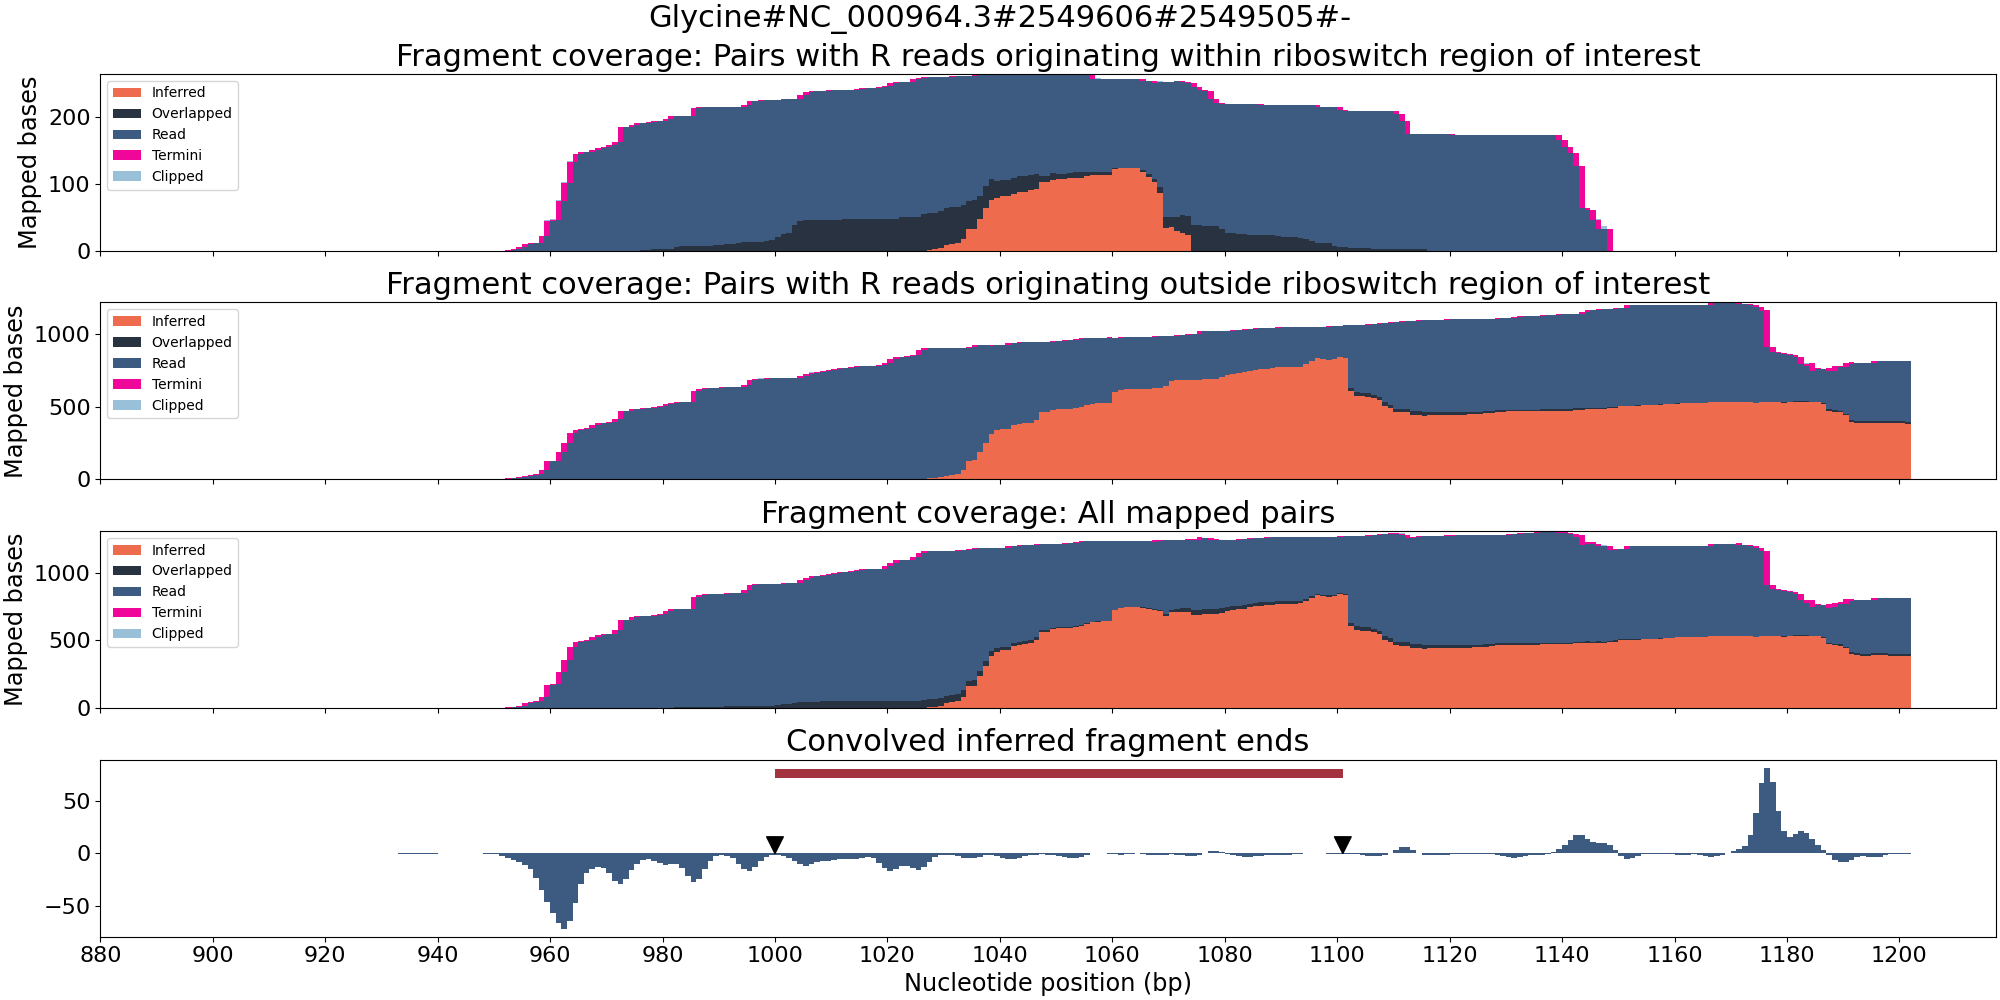 Glycine#NC_000964.3#2549606#2549505#-
Fragment coverage: Pairs with R reads originating within riboswitch region of interest
Mapped bases
200
100
0
Inferred
Overlapped
Read
Termini
Clipped
Fragment coverage: Pairs with R reads originating outside riboswitch region of interest
Mapped bases
1000
500
0
Inferred
Overlapped
Read
Termini
Clipped
Fragment coverage: All mapped pairs
Mapped bases
1000
500
0
Inferred
Overlapped
Read
Termini
Clipped
Convolved inferred fragment ends
50
0
−50
880 900 920 940 960 980 1000 1020 1040 1060 1080 1100 1120 1140 1160 1180 1200
Nucleotide position (bp)